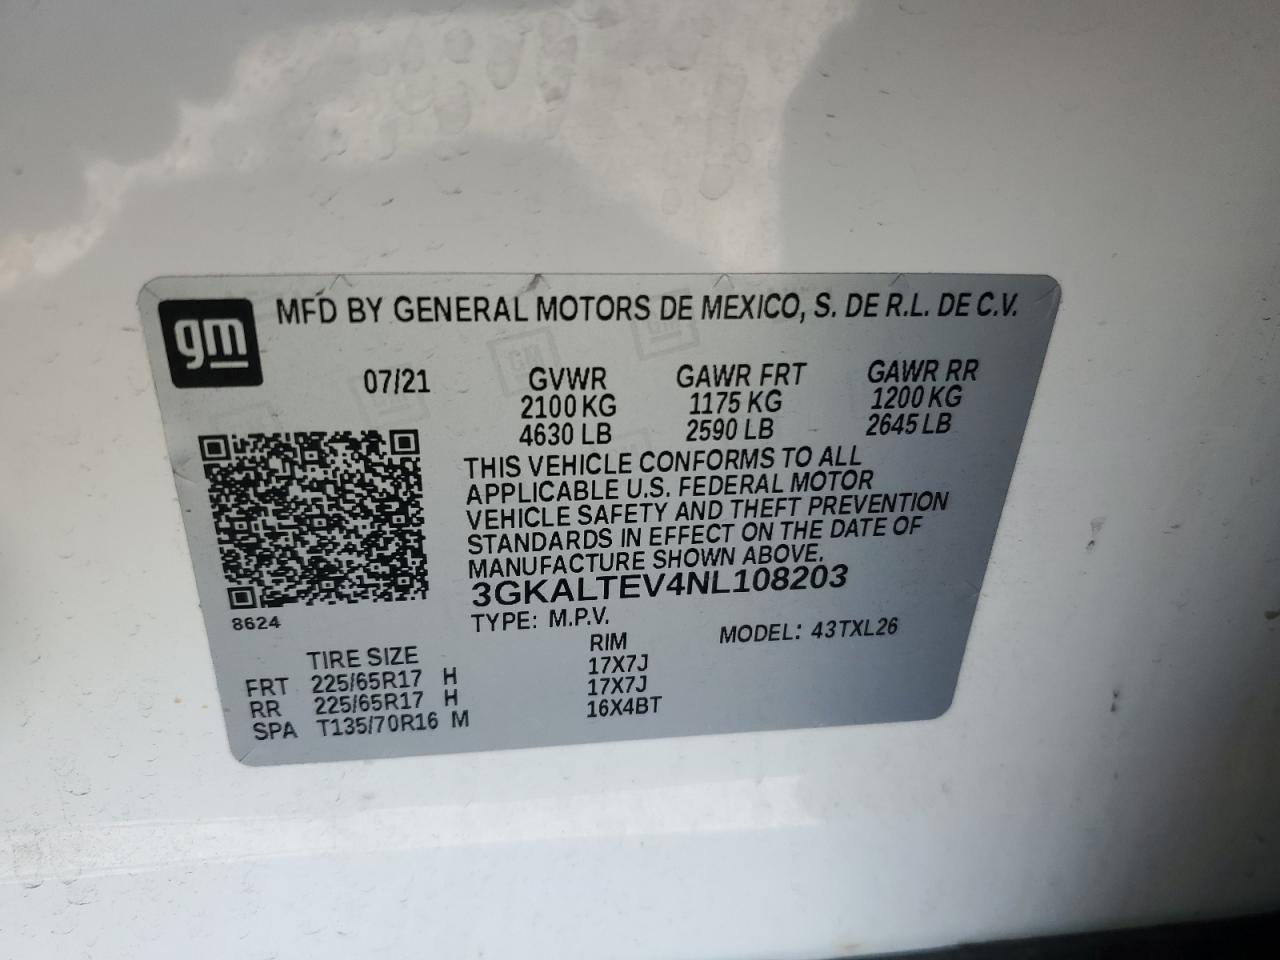 gm
MFD BY GENERAL MOTORS DE MEXICO, S. DE R.L. DE C.V.
07/21 GVWR GAWR FRT GAWR RR
2100 KG 1175 KG 1200 KG
4630 LB 2590 LB 2645 LB
THIS VEHICLE CONFORMS TO ALL
APPLICABLE U.S. FEDERAL MOTOR
VEHICLE SAFETY AND THEFT PREVENTION
STANDARDS IN EFFECT ON THE DATE OF
MANUFACTURE SHOWN ABOVE.
3GKALTEV4NL108203
8624
TYPE: M.P.V. MODEL: 43TXL26
TIRE SIZE RIM
FRT 225/65R17 H 17X7J
RR 225/65R17 H 17X7J
SPA T135/70R16 M 16X4BT